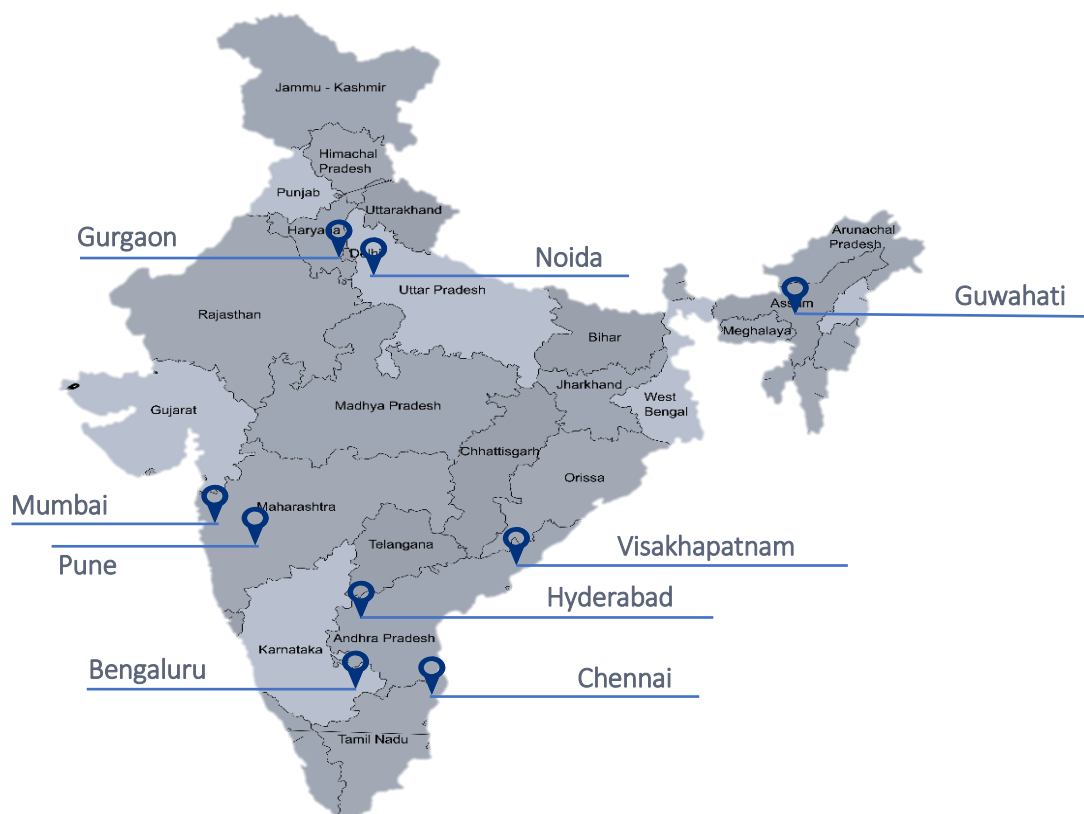 Jammu - Kashmir
Himachal
Pradesh
Punjab
Uttarakhand
Haryana
Gurgaon
Delhi
Noida
Arunachal
Pradesh
Uttar Pradesh
Assam
Guwahati
Rajasthan
Meghalaya
Bihar
Jharkhand
West
Bengal
Madhya Pradesh
Gujarat
Chhattisgarh
Orissa
Mumbai
Maharashtra
Pune
Telangana
Visakhapatnam
Hyderabad
Andhra Pradesh
Karnataka
Bengaluru
Chennai
Tamil Nadu